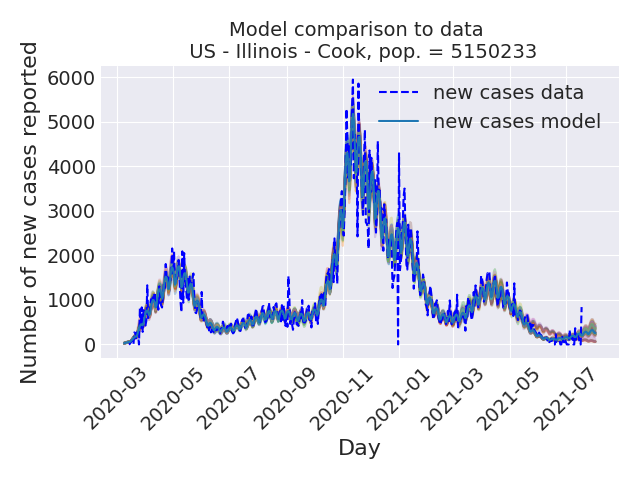 Model comparison to data
US - Illinois - Cook, pop. = 5150233
Number of new cases reported
6000
5000
4000
3000
2000
1000
0
new cases data
new cases model
2020-03
2020-05
2020-07
2020-09
2020-11
2021-01
2021-03
2021-05
2021-07
Day